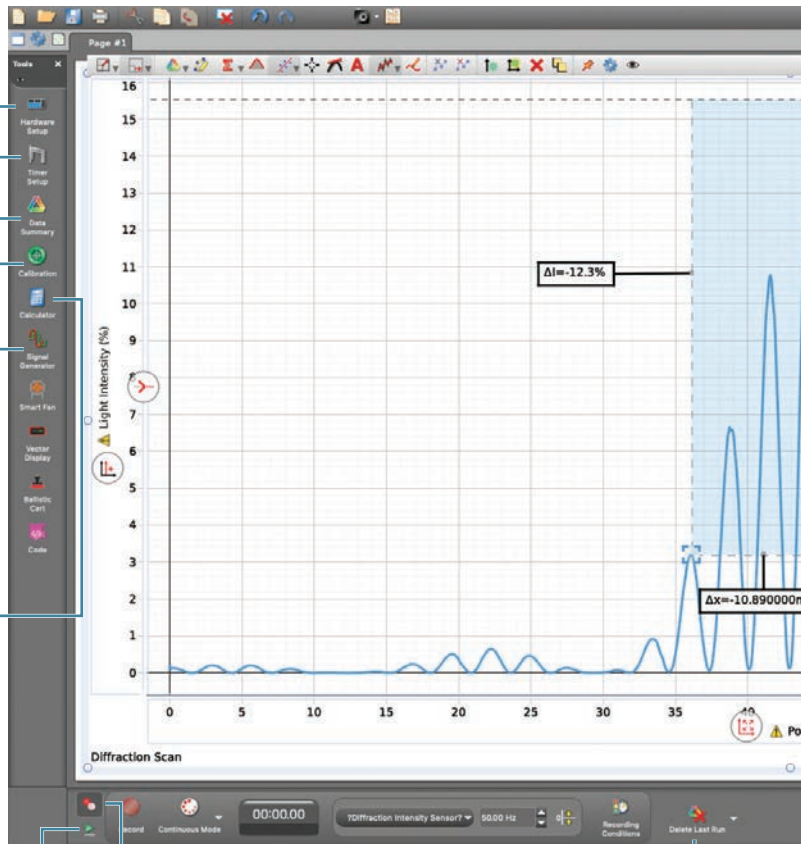 Page #1
Tools
Hardware
Setup
Timer
Setup
Data
Summary
Calibration
Calculator
Signal
Generator
Smart Fan
Vector
Display
Ballistic
Cart
Code
16
15
14
13
12
11
10
9
8
7
6
5
4
3
2
1
0
Light Intensity (%)
ΔI=-12.3%
Δx=-10.890000m
0 5 10 15 20 25 30 35 40
Po
Diffraction Scan
Record
Continuous Mode
00:00.00
?Diffraction Intensity Sensor?
50.00 Hz
0
Recording
Conditions
Delete Last Run